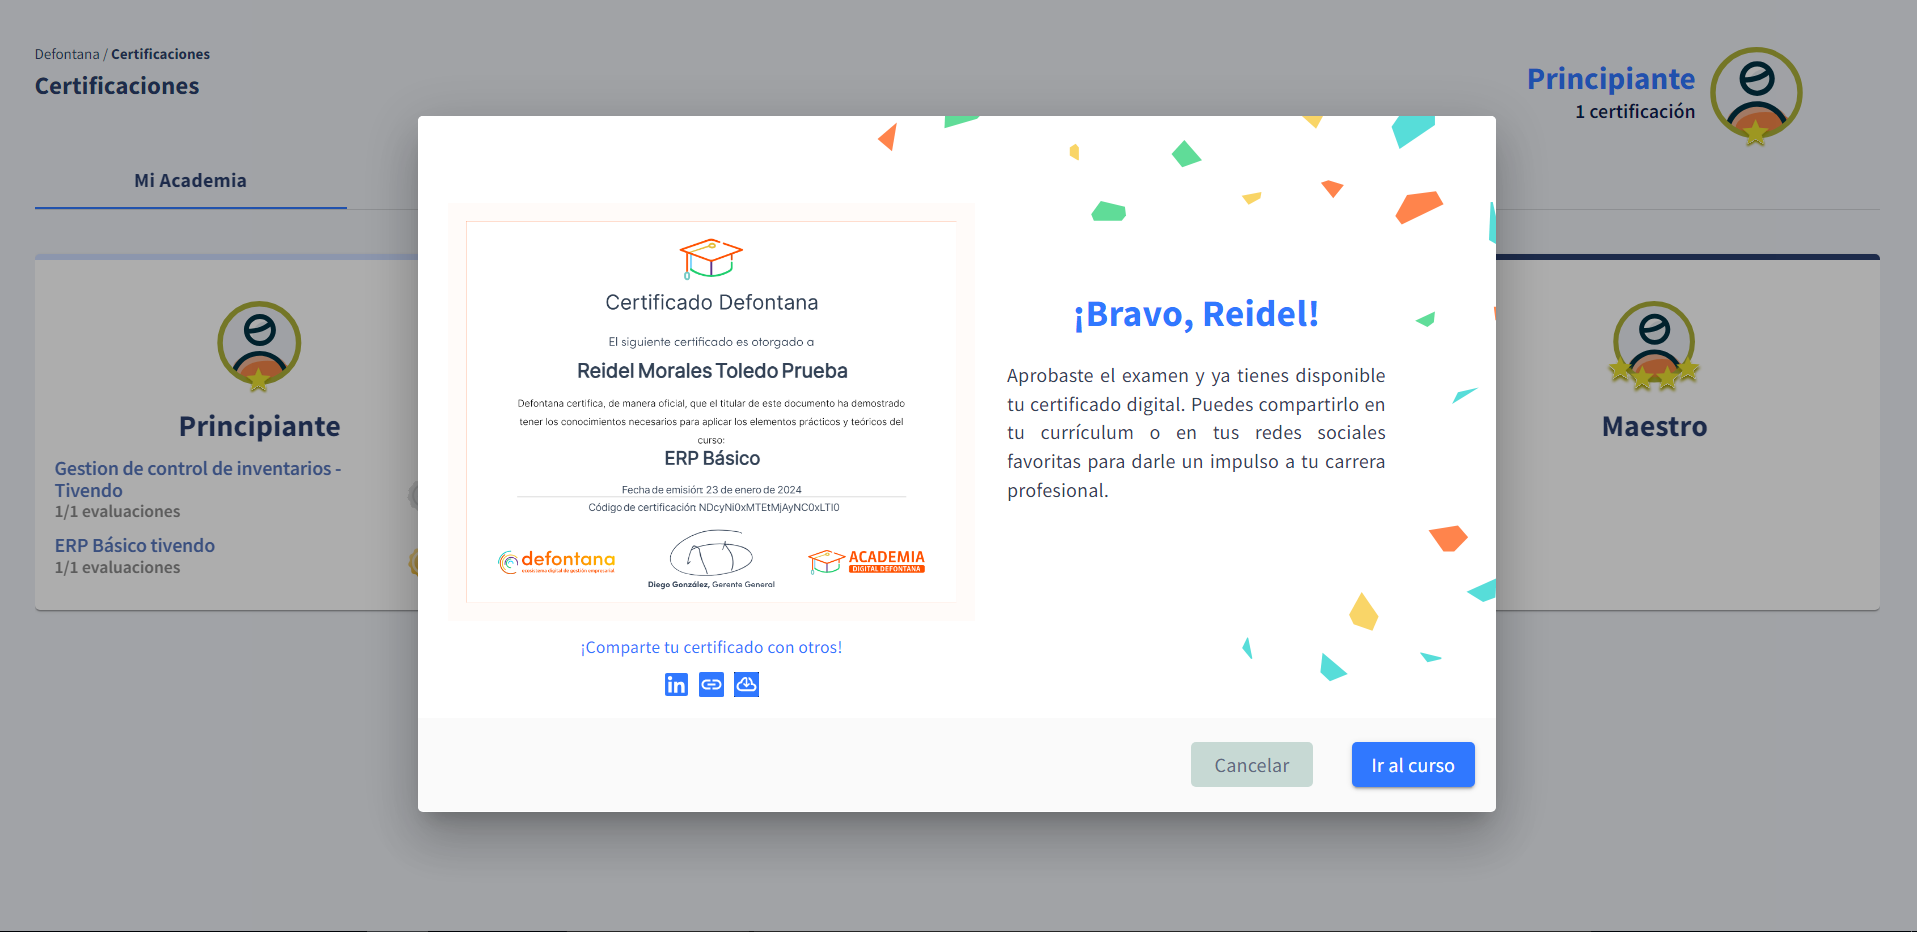 Defontana / Certificaciones
Certificaciones
Principiante
1 certificación
Mi Academia
Principiante
Gestion de control de inventarios -
Tivendo
1/1 evaluaciones
ERP Básico tivendo
1/1 evaluaciones
Certificado Defontana
El siguiente certificado es otorgado a
Reidel Morales Toledo Prueba
Defontana certifica, de manera oficial, que el titular de este documento ha demostrado
tener los conocimientos necesarios para aplicar los elementos prácticos y teóricos del
curso:
ERP Básico
Fecha de emisión: 23 de enero de 2024
Código de certificación: NDcyNi0xMTEtMjAyNC0xLTI0
defontana
ecosistema digital de gestión empresarial
Diego González, Gerente General
ACADEMIA
DIGITAL DEFONTANA
¡Comparte tu certificado con otros!
in
¡Bravo, Reidel!
Aprobaste el examen y ya tienes disponible
tu certificado digital. Puedes compartirlo en
tu currículum o en tus redes sociales
favoritas para darle un impulso a tu carrera
profesional.
Maestro
Cancelar
Ir al curso